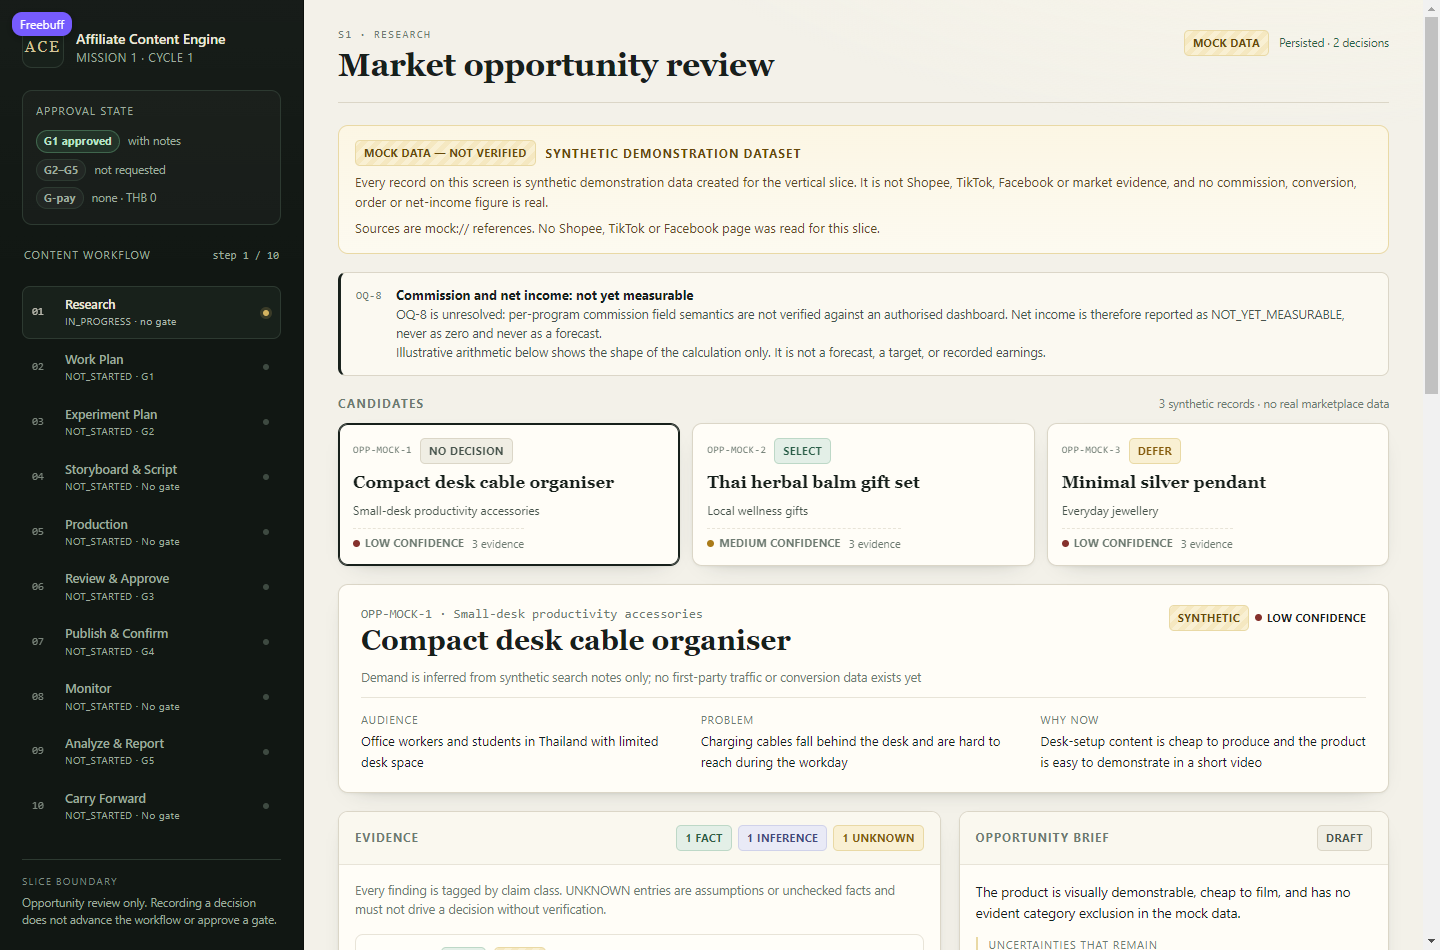 Freebuff
ACE
Affiliate Content Engine
MISSION 1 · CYCLE 1
APPROVAL STATE
G1 approved with notes
G2–G5 not requested
G-pay none · THB 0
CONTENT WORKFLOW step 1 / 10
01 Research
IN_PROGRESS · no gate
02 Work Plan
NOT_STARTED · G1
03 Experiment Plan
NOT_STARTED · G2
04 Storyboard & Script
NOT_STARTED · No gate
05 Production
NOT_STARTED · No gate
06 Review & Approve
NOT_STARTED · G3
07 Publish & Confirm
NOT_STARTED · G4
08 Monitor
NOT_STARTED · No gate
09 Analyze & Report
NOT_STARTED · G5
10 Carry Forward
NOT_STARTED · No gate
SLICE BOUNDARY
Opportunity review only. Recording a decision
does not advance the workflow or approve a gate.
S1 · RESEARCH
Market opportunity review
MOCK DATA Persisted · 2 decisions
MOCK DATA — NOT VERIFIED SYNTHETIC DEMONSTRATION DATASET
Every record on this screen is synthetic demonstration data created for the vertical slice. It is not Shopee, TikTok, Facebook or market evidence, and no commission, conversion,
order or net-income figure is real.
Sources are mock:// references. No Shopee, TikTok or Facebook page was read for this slice.
OQ-8 Commission and net income: not yet measurable
OQ-8 is unresolved: per-program commission field semantics are not verified against an authorised dashboard. Net income is therefore reported as NOT_YET_MEASURABLE,
never as zero and never as a forecast.
Illustrative arithmetic below shows the shape of the calculation only. It is not a forecast, a target, or recorded earnings.
CANDIDATES 3 synthetic records · no real marketplace data
OPP-MOCK-1 NO DECISION
Compact desk cable organiser
Small-desk productivity accessories
LOW CONFIDENCE 3 evidence
OPP-MOCK-2 SELECT
Thai herbal balm gift set
Local wellness gifts
MEDIUM CONFIDENCE 3 evidence
OPP-MOCK-3 DEFER
Minimal silver pendant
Everyday jewellery
LOW CONFIDENCE 3 evidence
OPP-MOCK-1 · Small-desk productivity accessories
Compact desk cable organiser
SYNTHETIC LOW CONFIDENCE
Demand is inferred from synthetic search notes only; no first-party traffic or conversion data exists yet
AUDIENCE
Office workers and students in Thailand with limited
desk space
PROBLEM
Charging cables fall behind the desk and are hard to
reach during the workday
WHY NOW
Desk-setup content is cheap to produce and the product
is easy to demonstrate in a short video
EVIDENCE 1 FACT 1 INFERENCE 1 UNKNOWN
Every finding is tagged by claim class. UNKNOWN entries are assumptions or unchecked facts and
must not drive a decision without verification.
OPPORTUNITY BRIEF DRAFT
The product is visually demonstrable, cheap to film, and has no
evident category exclusion in the mock data.
UNCERTAINTIES THAT REMAIN